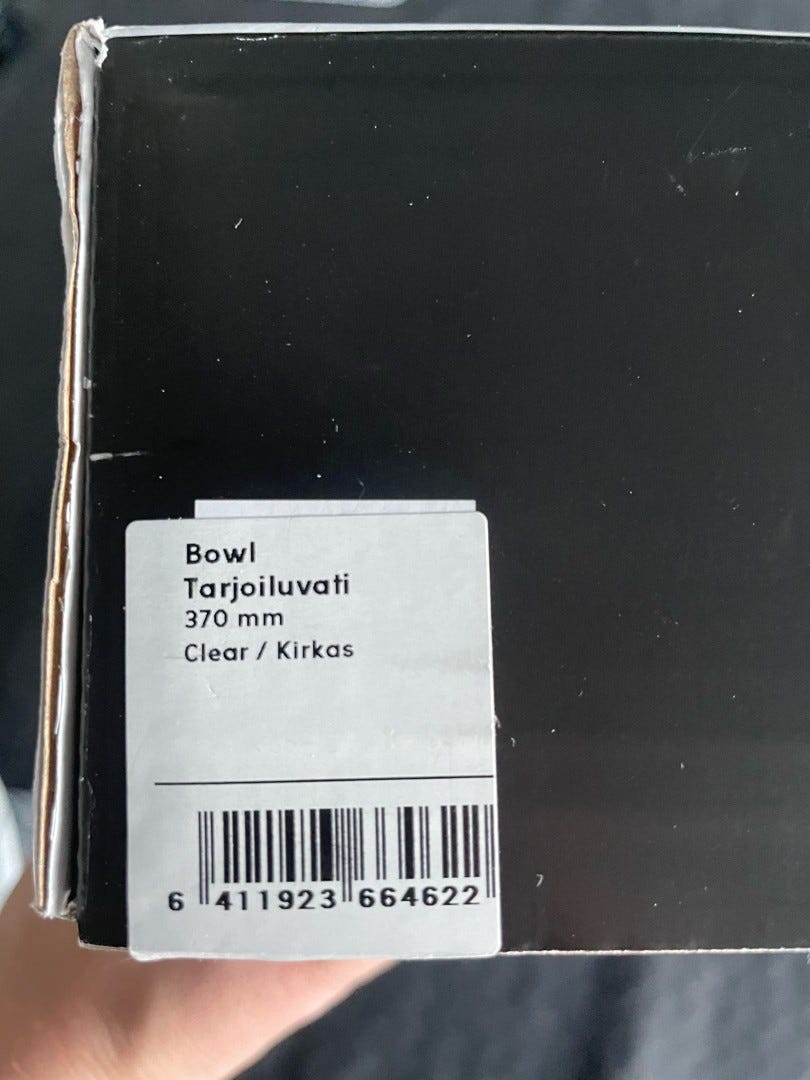 Bowl
Tarjoiluvati
370 mm
Clear / Kirkas
6 411923 664622